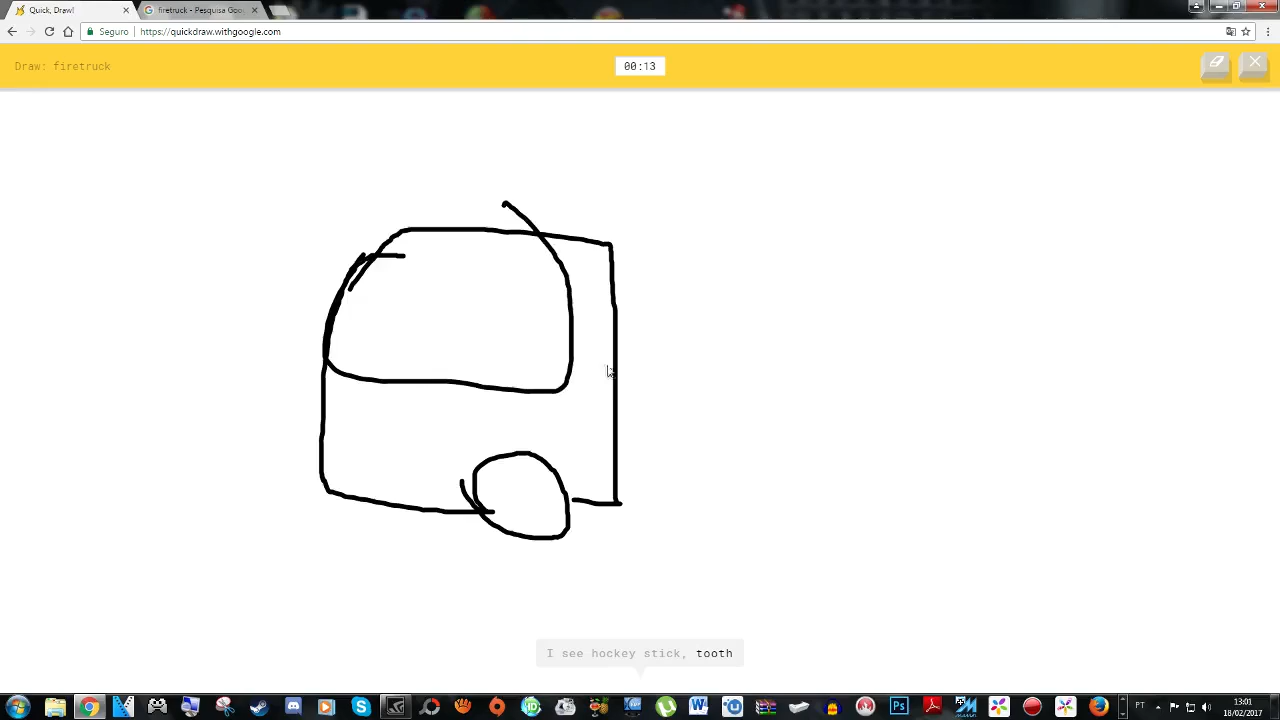 Quick, Draw!
firetruck - Pesquisa Goo
Seguro
https://quickdraw.withgoogle.com
Draw: firetruck
00:13
I see hockey stick, tooth
PT
13:01
18/02/2017